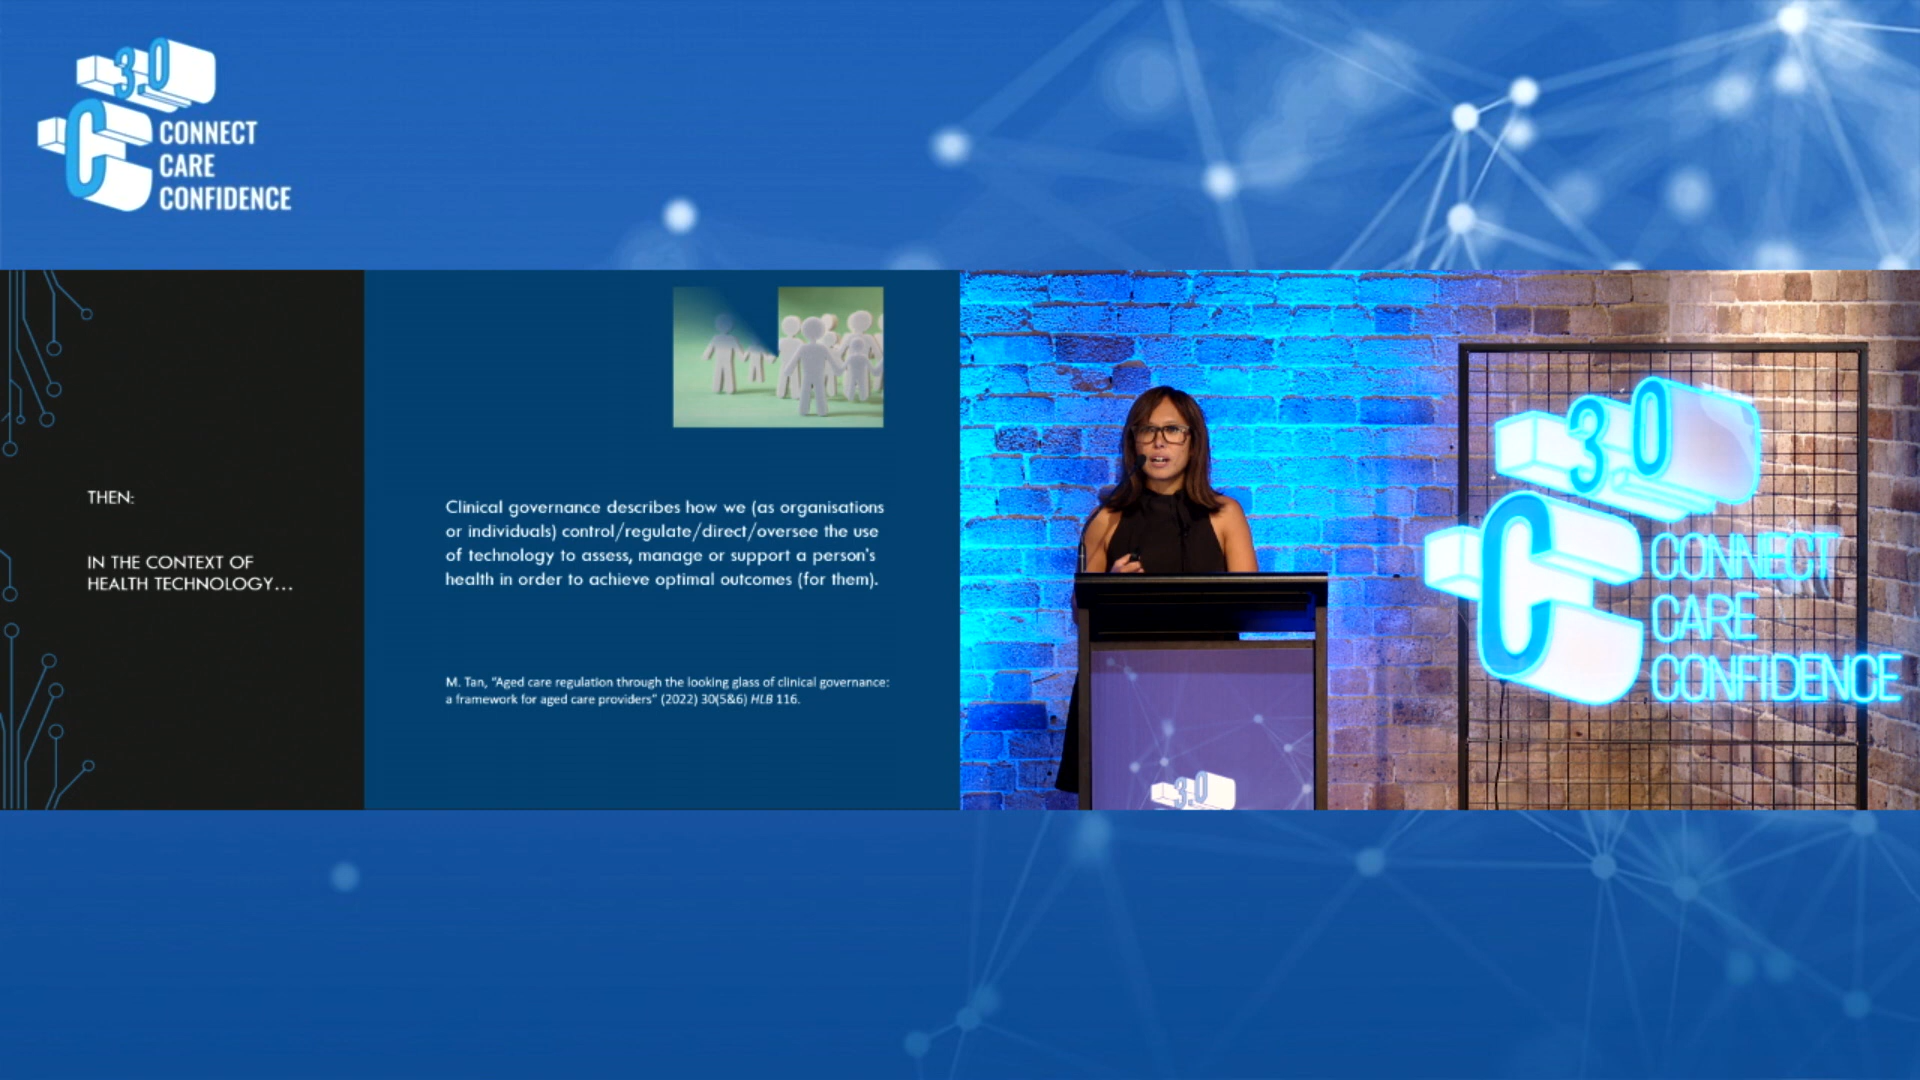 3.0
C
CONNECT
CARE
CONFIDENCE
THEN:
IN THE CONTEXT OF
HEALTH TECHNOLOGY...
Clinical governance describes how we (as organisations
or individuals) control/regulate/direct/oversee the use
of technology to assess, manage or support a person's
health in order to achieve optimal outcomes (for them).
M. Tan, "Aged care regulation through the looking glass of clinical governance:
a framework for aged care providers" (2022) 30(5&6) HLB 116.
3.0
C
CONNECT
CARE
CONFIDENCE
3.0